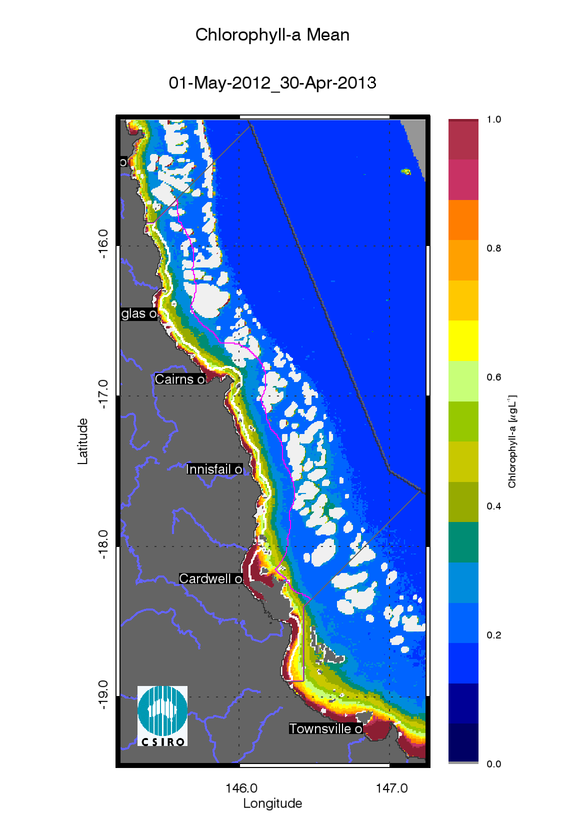 Chlorophyll-a Mean
01-May-2012_30-Apr-2013
1.0
0.8
0.6
0.4
0.2
0.0
Chlorophyll-a [µgL⁻¹]
-16.0
-17.0
-18.0
-19.0
Latitude
o
glas o
Cairns o
Innisfail o
Cardwell o
Townsville o
CSIRO
146.0
147.0
Longitude